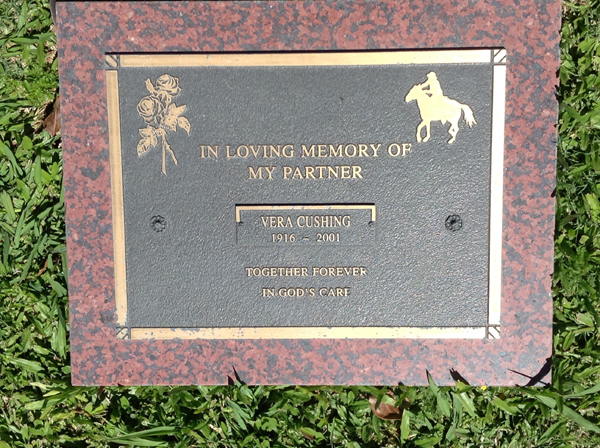 IN LOVING MEMORY OF
MY PARTNER
VERA CUSHING
1916 - 2001
TOGETHER FOREVER
IN GOD'S CARE